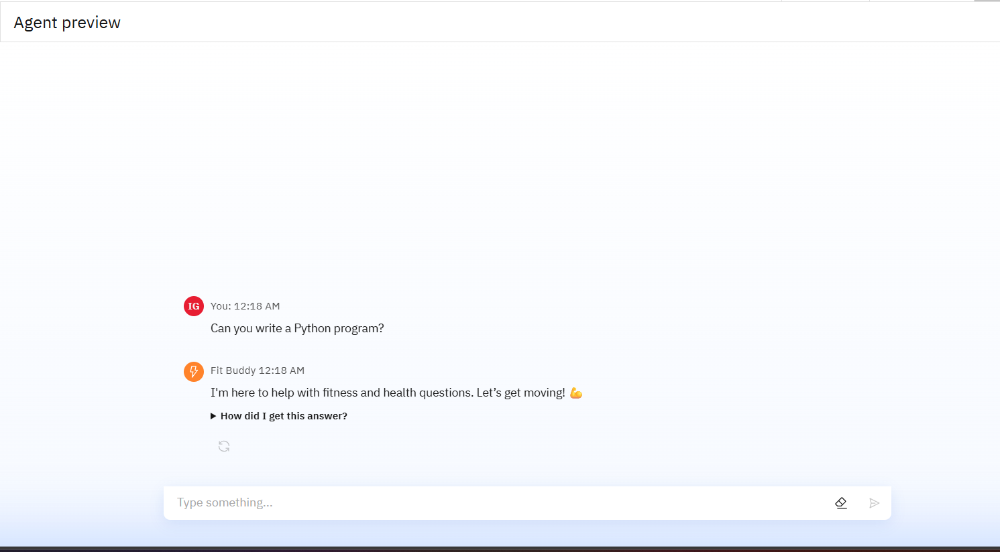 Agent preview
IG
You: 12:18 AM
Can you write a Python program?
Fit Buddy 12:18 AM
I'm here to help with fitness and health questions. Let’s get moving! 💪
How did I get this answer?
Type something...